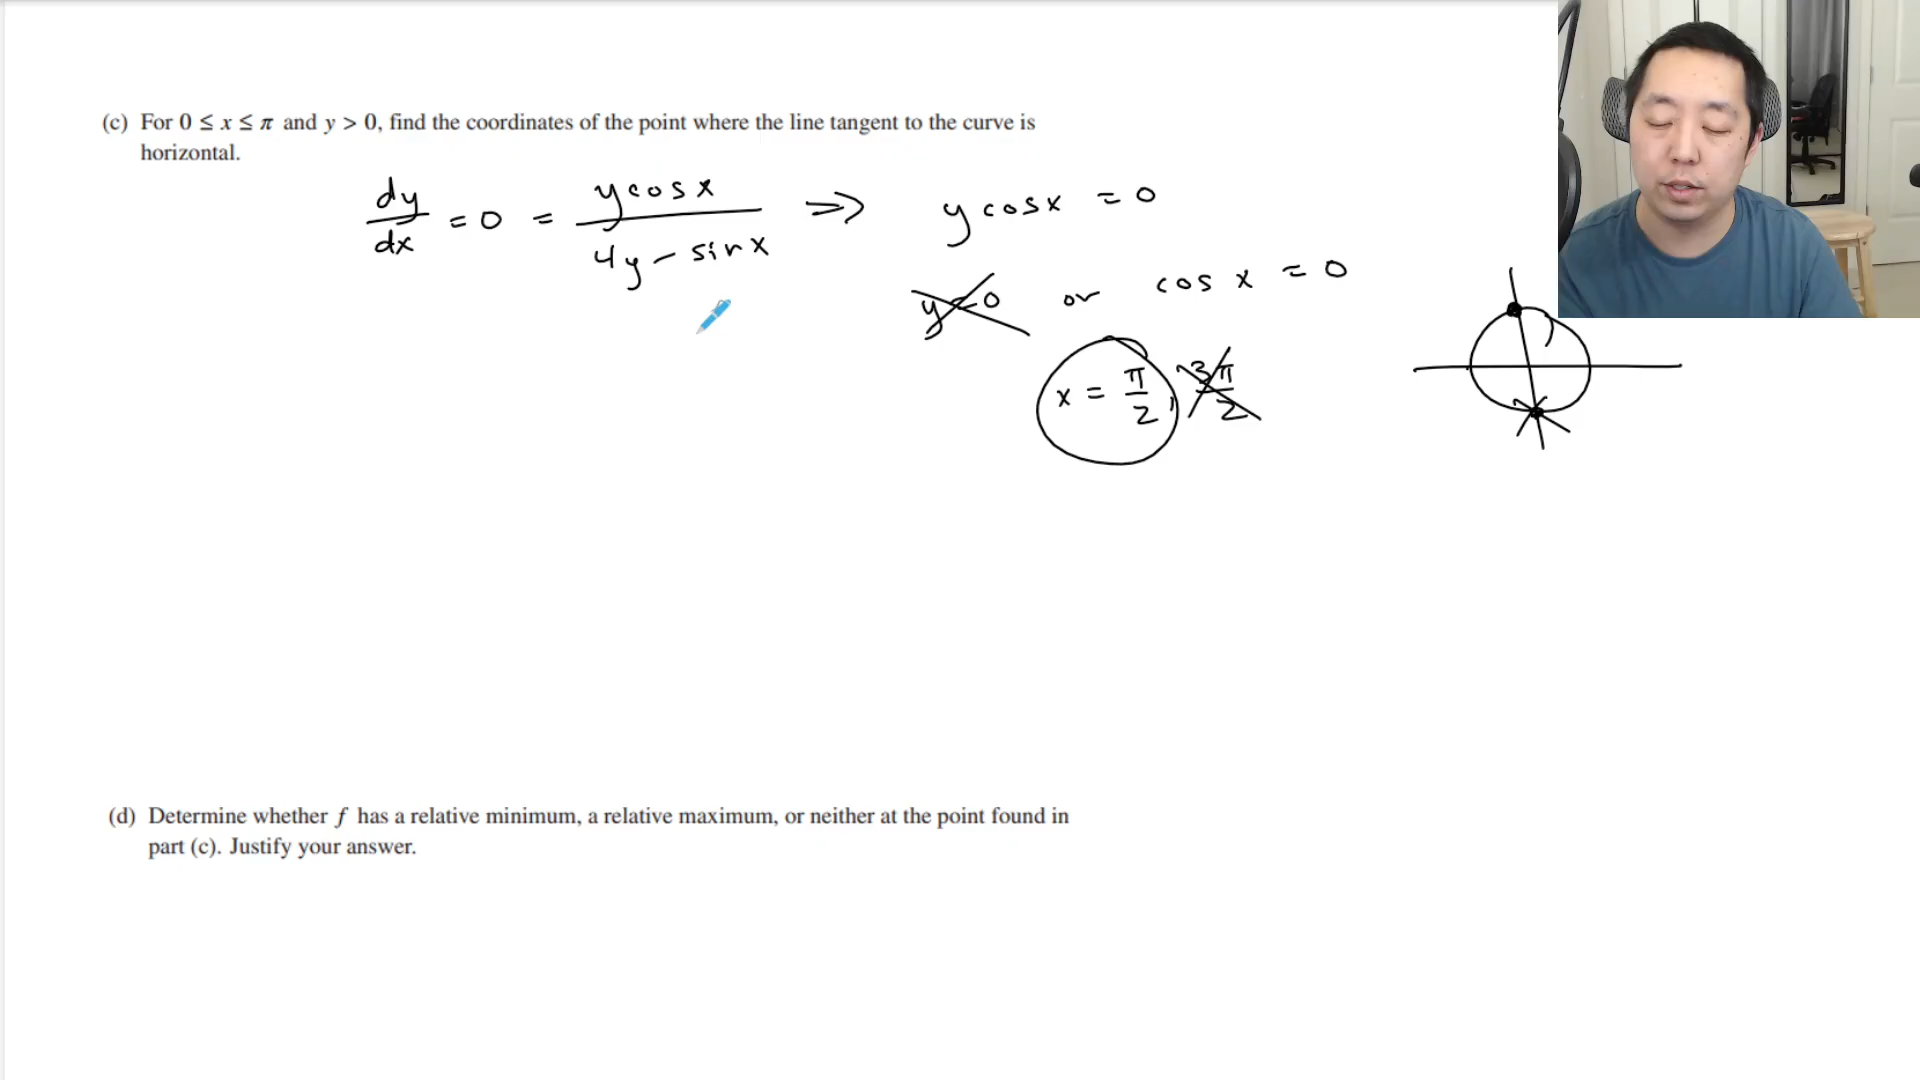 (c) For 0 ≤ x ≤ π and y > 0, find the coordinates of the point where the line tangent to the curve is
horizontal.
dy/dx = 0 = y cos x / 4y - sin x => y cos x = 0
y = 0 or cos x = 0
x = π/2, 3π/2
(d) Determine whether f has a relative minimum, a relative maximum, or neither at the point found in
part (c). Justify your answer.